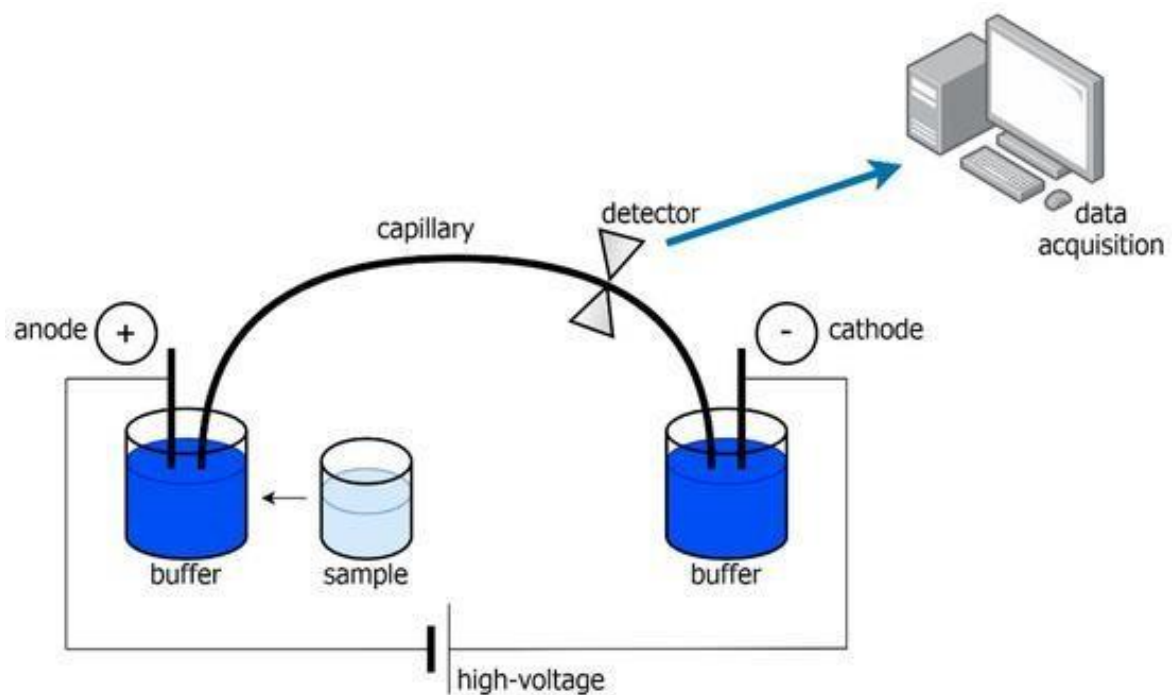 detector
data
acquisition
capillary
anode
+
-
cathode
buffer
sample
buffer
high-voltage